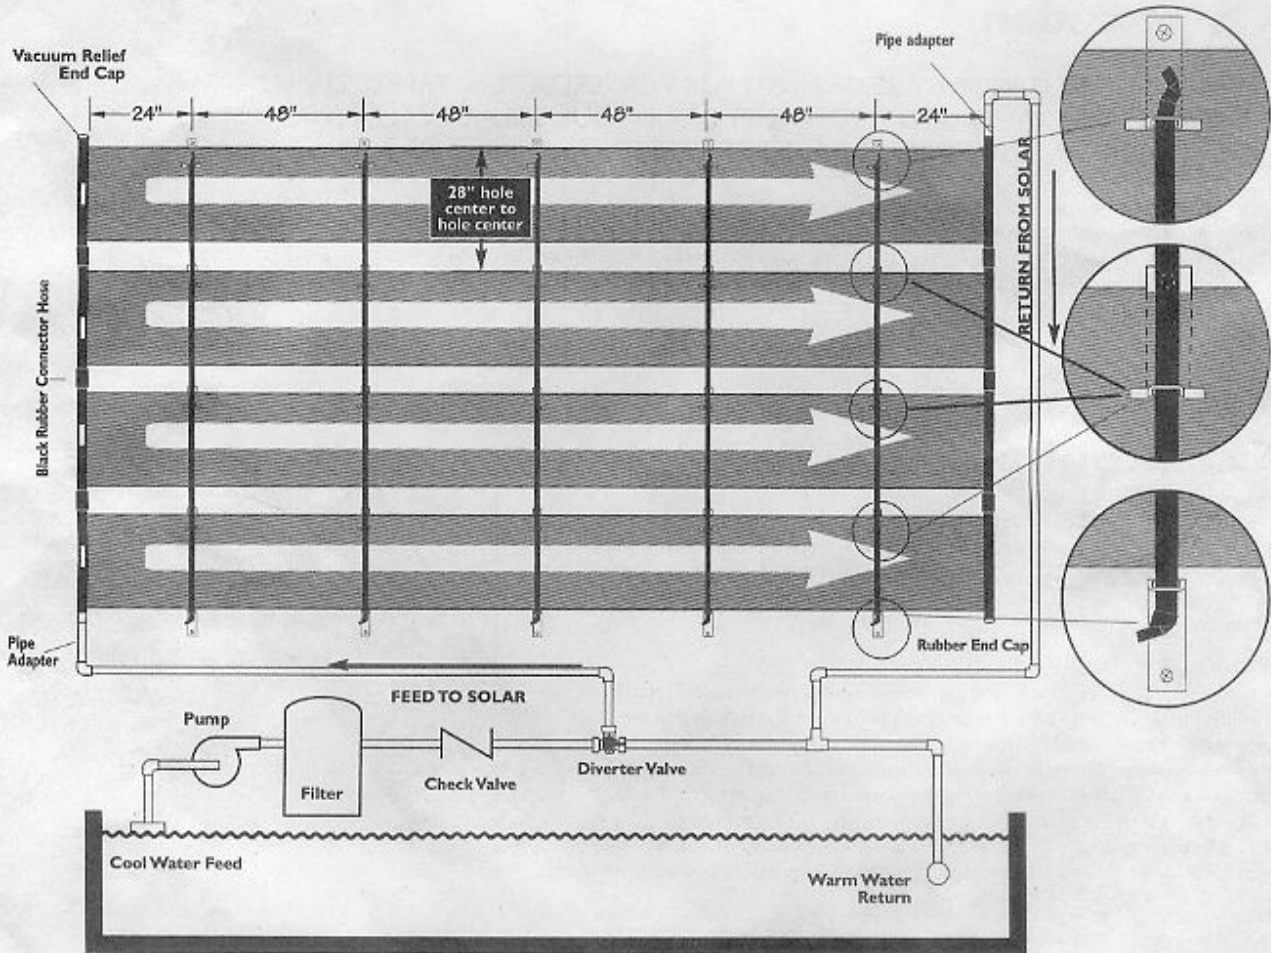 Vacuum Relief
End Cap
Pipe adapter
24" 48" 48" 48" 48" 24"
28" hole
center to
hole center
RETURN FROM SOLAR
Black Rubber Connector Hose
Pipe
Adapter
Rubber End Cap
FEED TO SOLAR
Pump
Filter
Check Valve
Diverter Valve
Cool Water Feed
Warm Water
Return